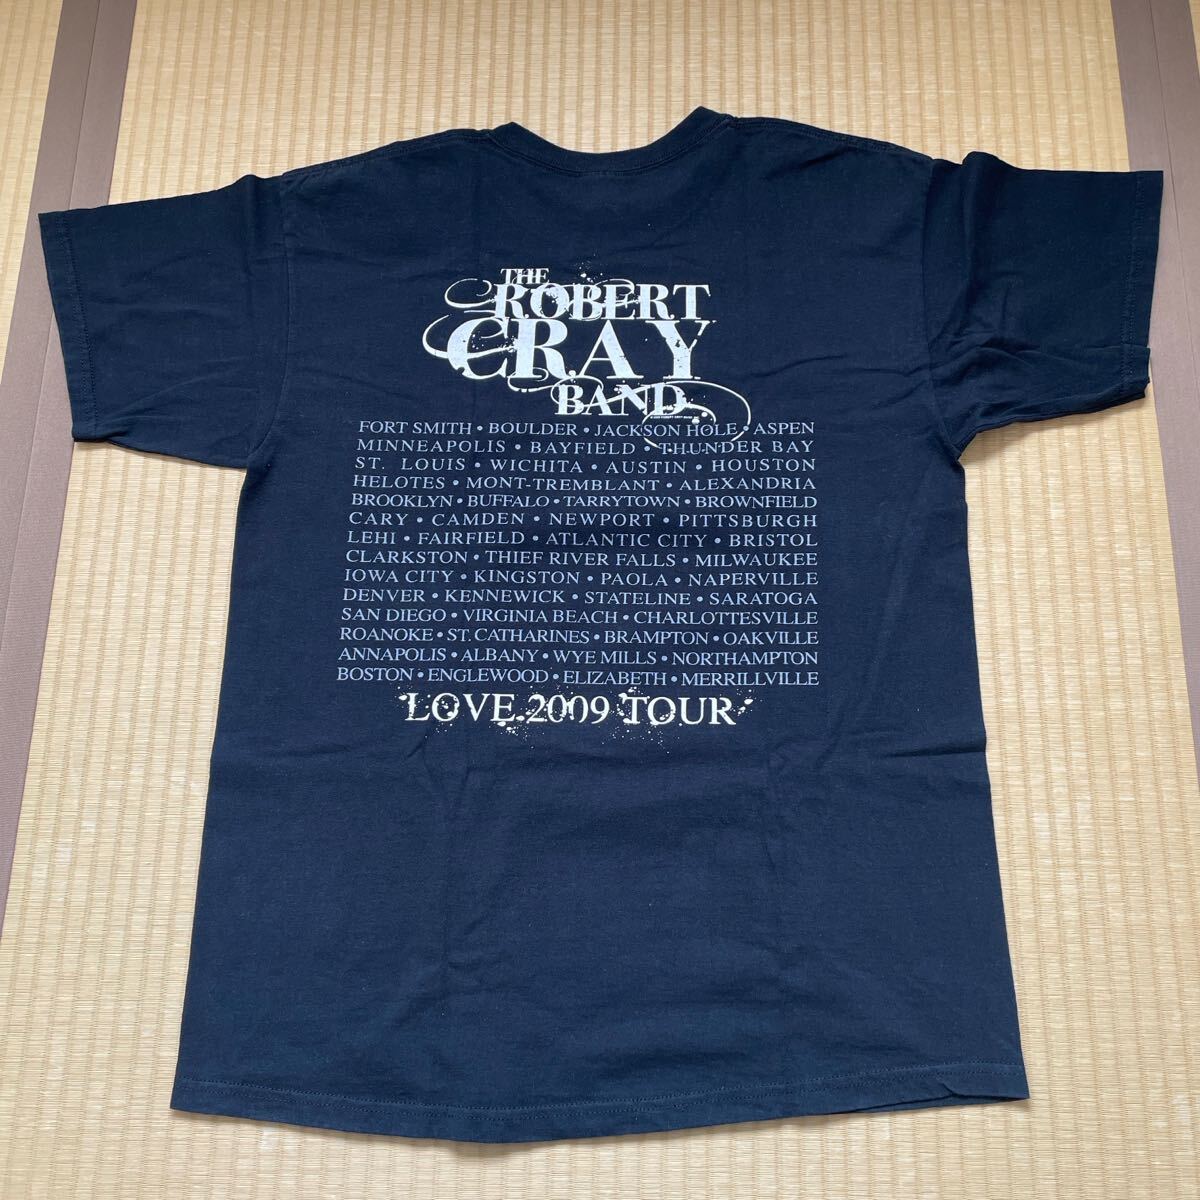 THE
ROBERT
CRAY
BAND
FORT SMITH • BOULDER • JACKSON HOLE • ASPEN
MINNEAPOLIS • BAYFIELD • THUNDER BAY
ST. LOUIS • WICHITA • AUSTIN • HOUSTON
HELOTES • MONT-TREMBLANT • ALEXANDRIA
BROOKLYN • BUFFALO • TARRYTOWN • BROWNFIELD
CARY • CAMDEN • NEWPORT • PITTSBURGH
LEHI • FAIRFIELD • ATLANTIC CITY • BRISTOL
CLARKSTON • THIEF RIVER FALLS • MILWAUKEE
IOWA CITY • KINGSTON • PAOLA • NAPERVILLE
DENVER • KENNEWICK • STATELINE • SARATOGA
SAN DIEGO • VIRGINIA BEACH • CHARLOTTESVILLE
ROANOKE • ST. CATHARINES • BRAMPTON • OAKVILLE
ANNAPOLIS • ALBANY • WYE MILLS • NORTHAMPTON
BOSTON • ENGLEWOOD • ELIZABETH • MERRILLVILLE
LOVE 2009 TOUR